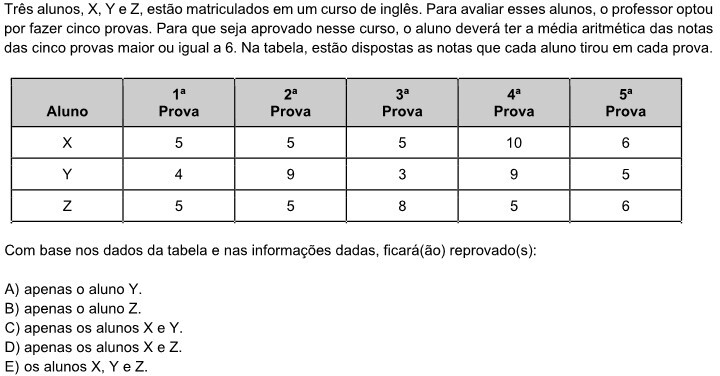 Três alunos, X, Y e Z, estão matriculados em um curso de inglês. Para avaliar esses alunos, o professor optou
por fazer cinco provas. Para que seja aprovado nesse curso, o aluno deverá ter a média aritmética das notas
das cinco provas maior ou igual a 6. Na tabela, estão dispostas as notas que cada aluno tirou em cada prova.
Aluno 1ª Prova 2ª Prova 3ª Prova 4ª Prova 5ª Prova
X 5 5 5 10 6
Y 4 9 3 9 5
Z 5 5 8 5 6
Com base nos dados da tabela e nas informações dadas, ficará(ão) reprovado(s):
A) apenas o aluno Y.
B) apenas o aluno Z.
C) apenas os alunos X e Y.
D) apenas os alunos X e Z.
E) os alunos X, Y e Z.